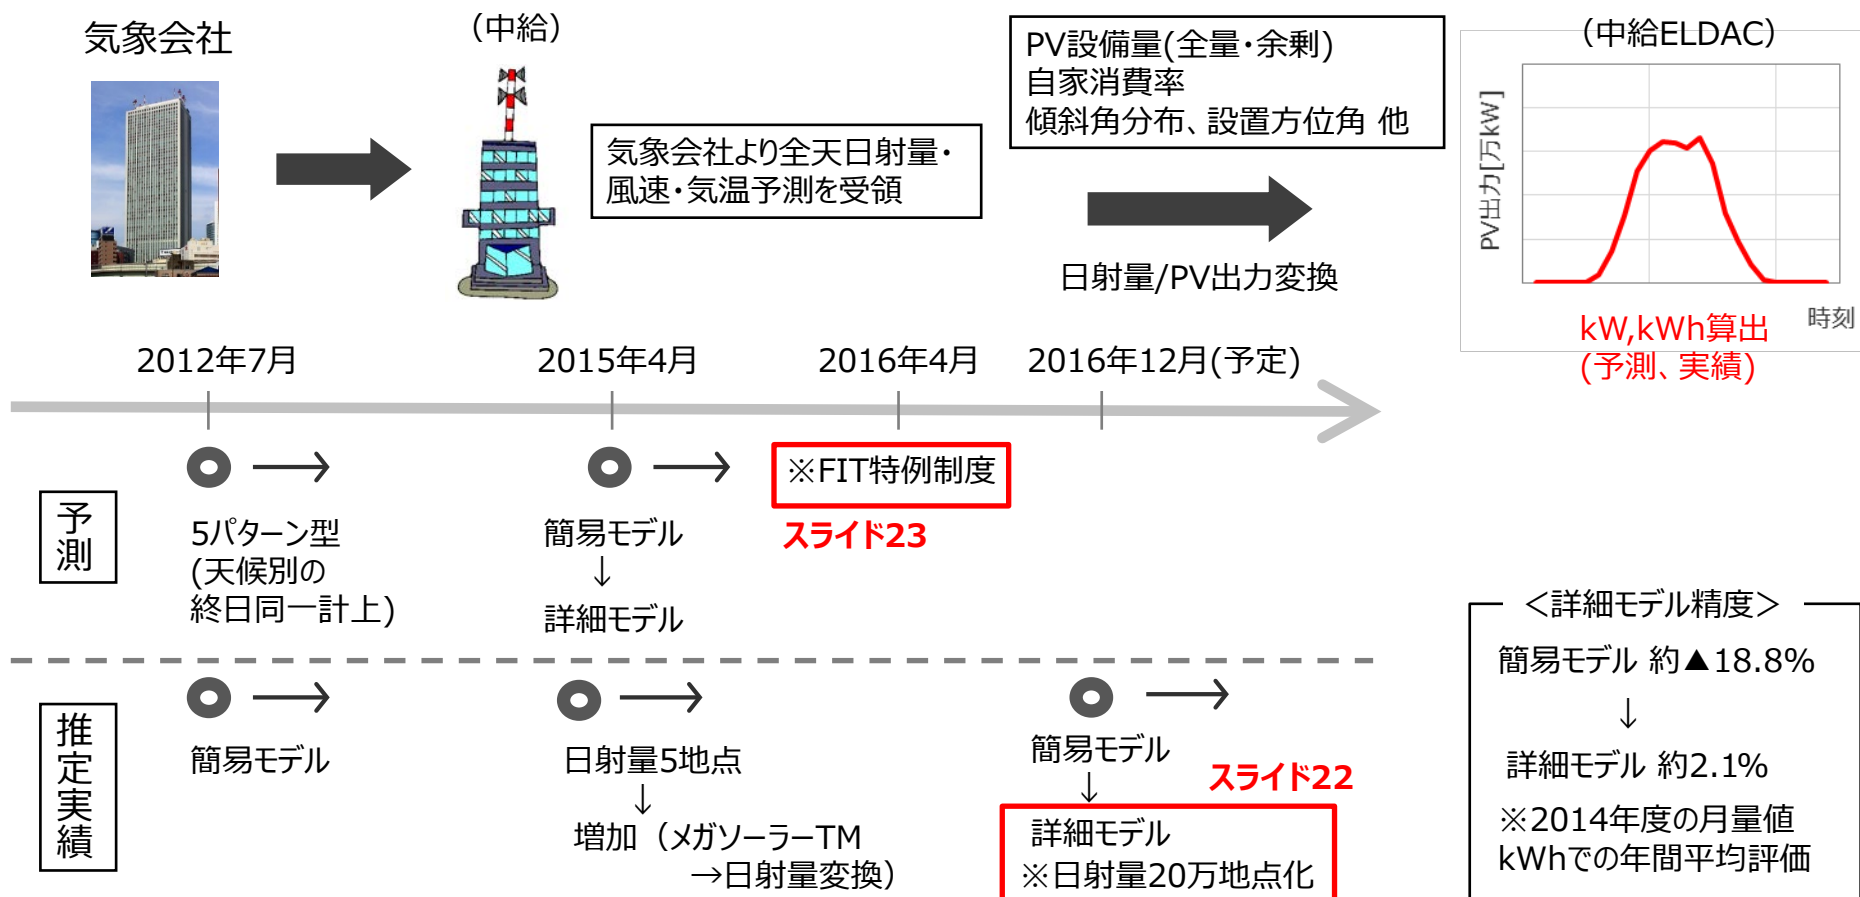 気象会社
（中給）
気象会社より全天日射量・
風速・気温予測を受領
PV設備量(全量・余剰)
自家消費率
傾斜角分布、設置方位角 他
日射量/PV出力変換
（中給ELDAC）
PV出力[万kW]
時刻
kW,kWh算出
(予測、実績)
2012年7月
2015年4月
2016年4月
2016年12月(予定)
予測
5パターン型
(天候別の
終日同一計上)
簡易モデル
↓
詳細モデル
※FIT特例制度
スライド23
推定実績
簡易モデル
日射量5地点
↓
増加（メガソーラーTM
→日射量変換）
簡易モデル
↓
スライド22
詳細モデル
※日射量20万地点化
＜詳細モデル精度＞
簡易モデル 約▲18.8%
↓
詳細モデル 約2.1%
※2014年度の月量値
kWhでの年間平均評価